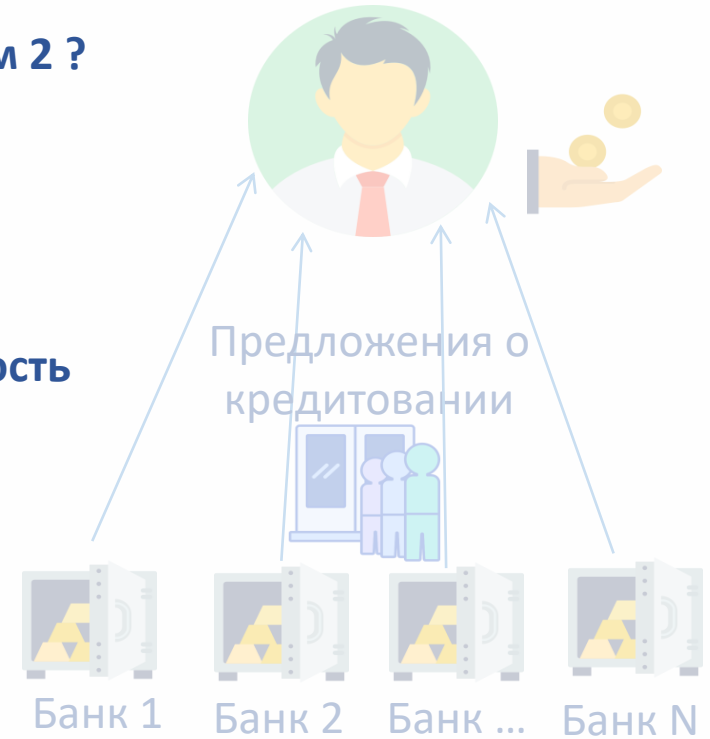 м 2 ?
ость
Предложения о
кредитовании
Банк 1
Банк 2
Банк ...
Банк N